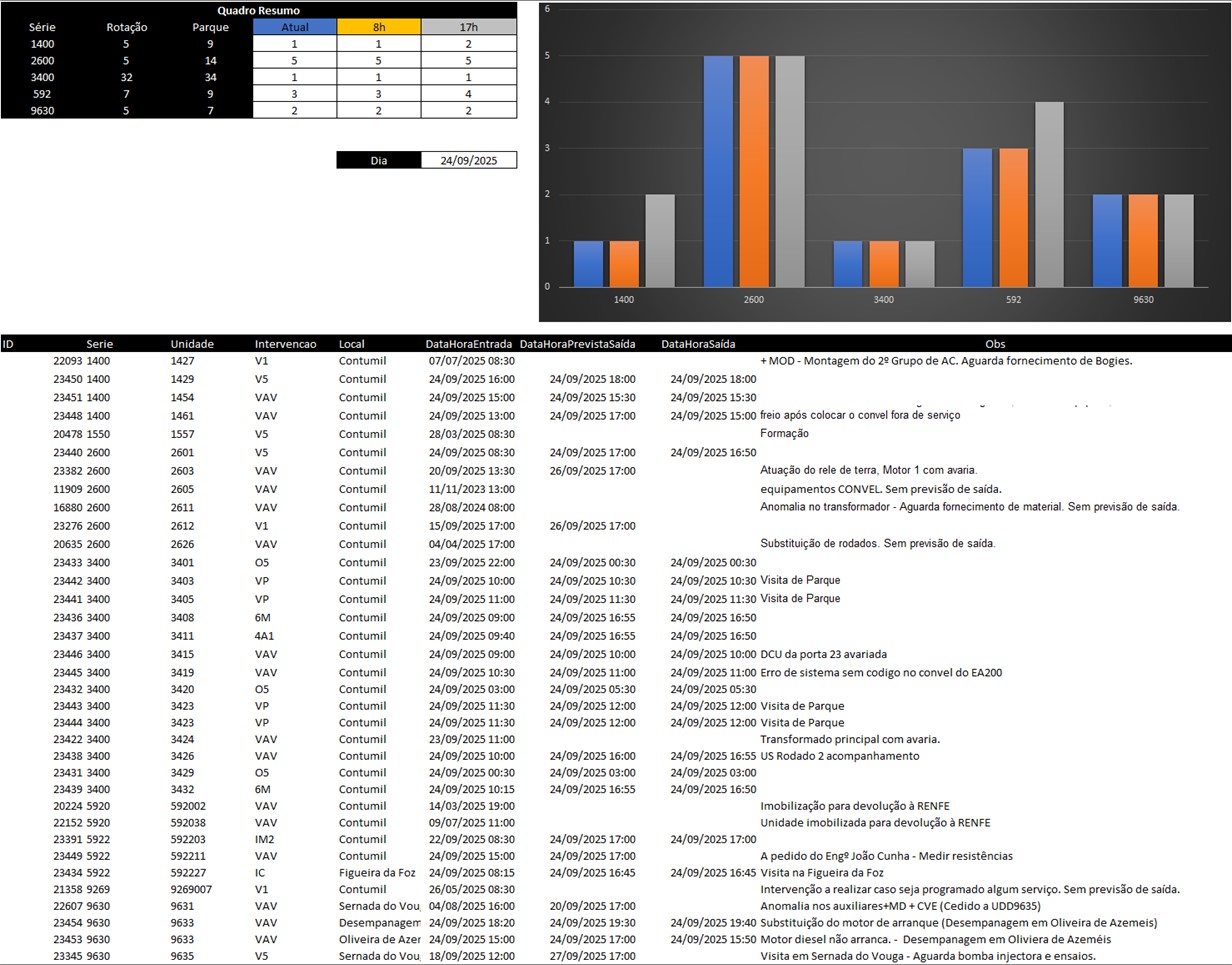 Quadro Resumo
Série Rotação Parque Atual 8h 17h
1400 5 9 1 1 2
2600 5 14 5 5 5
3400 32 34 1 1 1
592 7 9 3 3 4
9630 5 7 2 2 2
Dia 24/09/2025
6
5
4
3
2
1
0
1400 2600 3400 592 9630
ID Serie Unidade Intervencao Local DataHoraEntrada DataHoraPrevistaSaída DataHoraSaída Obs
22093 1400 1427 V1 Contumil 07/07/2025 08:30 + MOD - Montagem do 2º Grupo de AC. Aguarda fornecimento de Bogies.
23450 1400 1429 V5 Contumil 24/09/2025 16:00 24/09/2025 18:00 24/09/2025 18:00
23451 1400 1454 VAV Contumil 24/09/2025 15:00 24/09/2025 15:30 24/09/2025 15:30
23448 1400 1461 VAV Contumil 24/09/2025 13:00 24/09/2025 17:00 24/09/2025 15:00 freio após colocar o convel fora de serviço
20478 1550 1557 V5 Contumil 28/03/2025 08:30 Formação
23440 2600 2601 V5 Contumil 24/09/2025 08:30 24/09/2025 17:00 24/09/2025 16:50
23382 2600 2603 VAV Contumil 20/09/2025 13:30 26/09/2025 17:00 Atuação do rele de terra, Motor 1 com avaria.
11909 2600 2605 VAV Contumil 11/11/2023 13:00 equipamentos CONVEL. Sem previsão de saída.
16880 2600 2611 VAV Contumil 28/08/2024 08:00 Anomalia no transformador - Aguarda fornecimento de material. Sem previsão de saída.
23276 2600 2612 V1 Contumil 15/09/2025 17:00 26/09/2025 17:00
20635 2600 2626 VAV Contumil 04/04/2025 17:00 Substituição de rodados. Sem previsão de saída.
23433 3400 3401 O5 Contumil 23/09/2025 22:00 24/09/2025 00:30 24/09/2025 00:30
23442 3400 3403 VP Contumil 24/09/2025 10:00 24/09/2025 10:30 24/09/2025 10:30 Visita de Parque
23441 3400 3405 VP Contumil 24/09/2025 11:00 24/09/2025 11:30 24/09/2025 11:30 Visita de Parque
23436 3400 3408 6M Contumil 24/09/2025 09:00 24/09/2025 16:55 24/09/2025 16:50
23437 3400 3411 4A1 Contumil 24/09/2025 09:40 24/09/2025 16:55 24/09/2025 16:50
23446 3400 3415 VAV Contumil 24/09/2025 09:00 24/09/2025 10:00 24/09/2025 10:00 DCU da porta 23 avariada
23445 3400 3419 VAV Contumil 24/09/2025 10:30 24/09/2025 11:00 24/09/2025 11:00 Erro de sistema sem codigo no convel do EA200
23432 3400 3420 O5 Contumil 24/09/2025 03:00 24/09/2025 05:30 24/09/2025 05:30
23443 3400 3423 VP Contumil 24/09/2025 11:30 24/09/2025 12:00 24/09/2025 12:00 Visita de Parque
23444 3400 3423 VP Contumil 24/09/2025 11:30 24/09/2025 12:00 24/09/2025 12:00 Visita de Parque
23422 3400 3424 VAV Contumil 23/09/2025 11:00 Transformado principal com avaria.
23438 3400 3426 VAV Contumil 24/09/2025 10:00 24/09/2025 16:00 24/09/2025 16:55 US Rodado 2 acompanhamento
23431 3400 3429 O5 Contumil 24/09/2025 00:30 24/09/2025 03:00 24/09/2025 03:00
23439 3400 3432 6M Contumil 24/09/2025 10:15 24/09/2025 16:55 24/09/2025 16:50
20224 5920 592002 VAV Contumil 14/03/2025 19:00 Imobilização para devolução à RENFE
22152 5920 592038 VAV Contumil 09/07/2025 11:00 Unidade imobilizada para devolução à RENFE
23391 5922 592203 IM2 Contumil 22/09/2025 08:30 24/09/2025 17:00 24/09/2025 17:00
23449 5922 592211 VAV Contumil 24/09/2025 15:00 24/09/2025 17:00 A pedido do Engº João Cunha - Medir resistências
23434 5922 592227 IC Figueira da Foz 24/09/2025 08:15 24/09/2025 16:45 24/09/2025 16:45 Visita na Figueira da Foz
21358 9269 9269007 V1 Contumil 26/05/2025 08:30 Intervenção a realizar caso seja programado algum serviço. Sem previsão de saída.
22607 9630 9631 VAV Sernada do Vou 04/08/2025 16:00 20/09/2025 17:00 Anomalia nos auxiliares+MD + CVE (Cedido a UDD9635)
23454 9630 9633 VAV Desempanagem 24/09/2025 18:20 24/09/2025 19:30 24/09/2025 19:40 Substituição do motor de arranque (Desempanagem em Oliveira de Azemeis)
23453 9630 9633 VAV Oliveira de Azer 24/09/2025 15:00 24/09/2025 17:00 24/09/2025 15:50 Motor diesel não arranca. - Desempanagem em Oliviera de Azeméis
23345 9630 9635 V5 Sernada do Vou 18/09/2025 12:00 27/09/2025 17:00 Visita em Sernada do Vouga - Aguarda bomba injectora e ensaios.